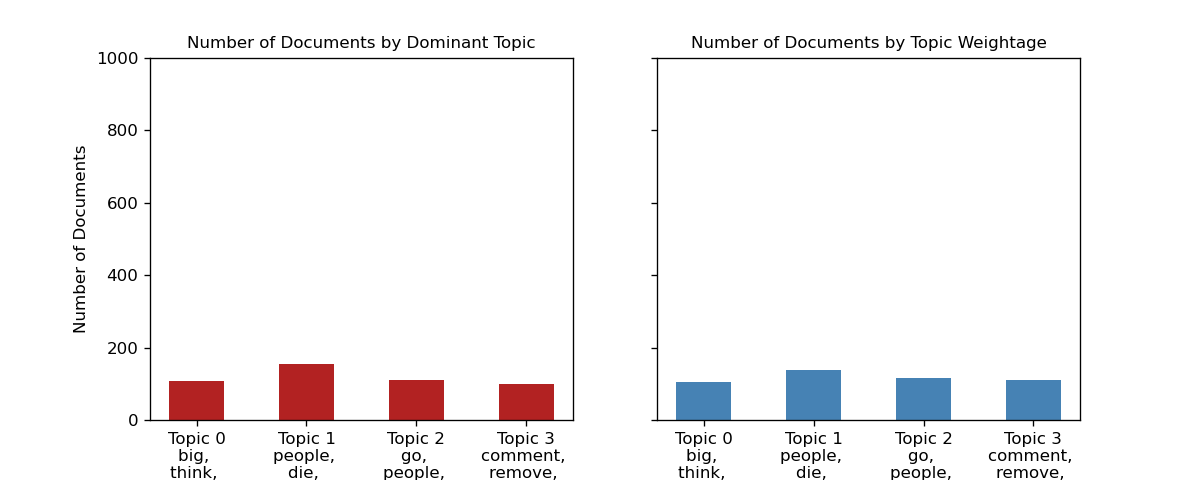 Number of Documents by Dominant Topic
Number of Documents
1000
800
600
400
200
0
Topic 0
big,
think,
Topic 1
people,
die,
Topic 2
go,
people,
Topic 3
comment,
remove,
Number of Documents by Topic Weightage
Topic 0
big,
think,
Topic 1
people,
die,
Topic 2
go,
people,
Topic 3
comment,
remove,